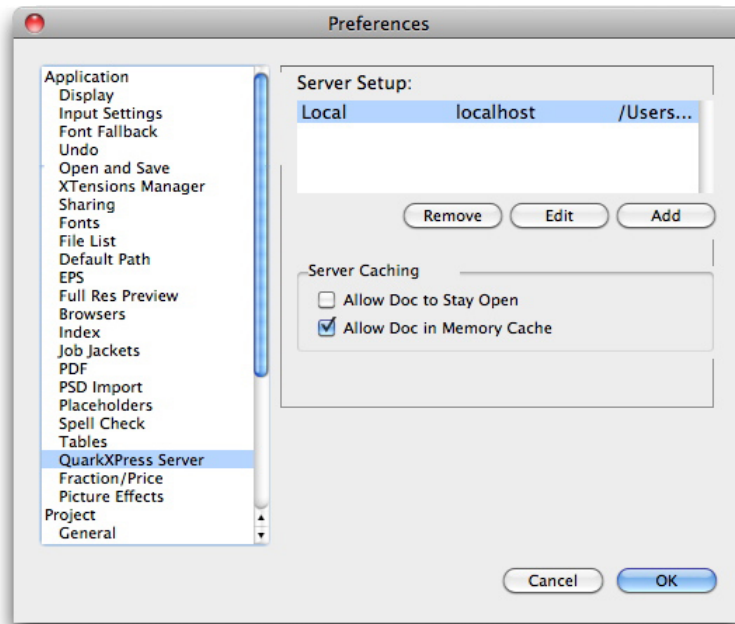 Preferences
Application
Display
Input Settings
Font Fallback
Undo
Open and Save
XTensions Manager
Sharing
Fonts
File List
Default Path
EPS
Full Res Preview
Browsers
Index
Job Jackets
PDF
PSD Import
Placeholders
Spell Check
Tables
QuarkXPress Server
Fraction/Price
Picture Effects
Project
General
Server Setup:
Local localhost /Users...
Remove Edit Add
Server Caching
Allow Doc to Stay Open
Allow Doc in Memory Cache
Cancel OK